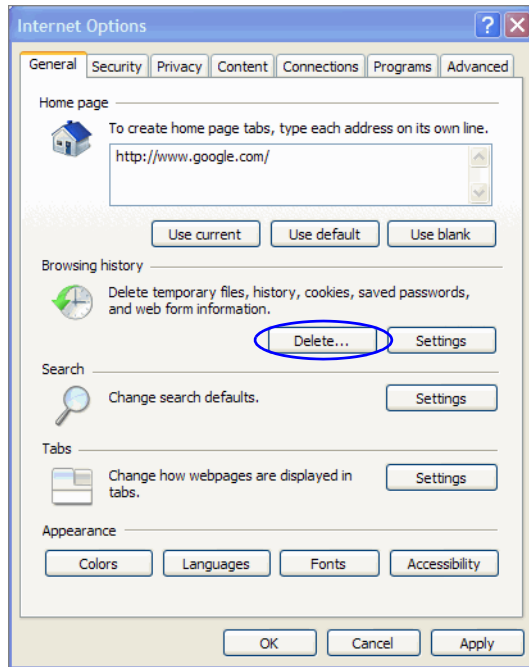 Internet Options
General Security Privacy Content Connections Programs Advanced
Home page
To create home page tabs, type each address on its own line.
http://www.google.com/
Use current Use default Use blank
Browsing history
Delete temporary files, history, cookies, saved passwords,
and web form information.
Delete... Settings
Search
Change search defaults. Settings
Tabs
Change how webpages are displayed in
tabs.
Settings
Appearance
Colors Languages Fonts Accessibility
OK Cancel Apply